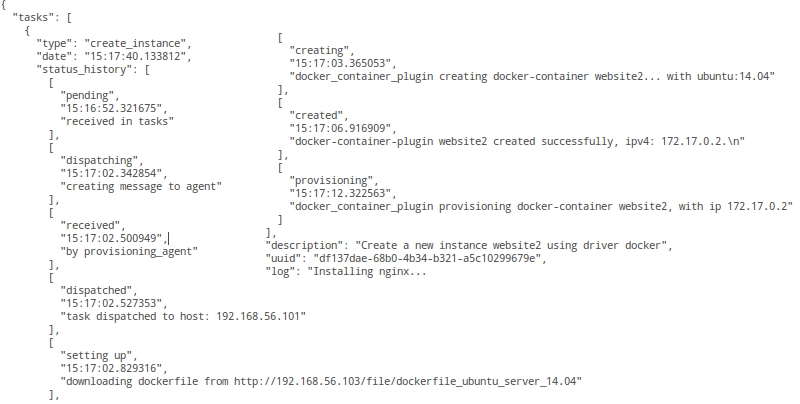 {
"tasks": [
{
"type": "create_instance",
"date": "15:17:40.133812",
"status_history": [
[
"pending",
"15:16:52.321675",
"received in tasks"
],
[
"dispatching",
"15:17:02.342854",
"creating message to agent"
],
[
"received",
"15:17:02.500949",
"by provisioning_agent"
],
[
"dispatched",
"15:17:02.527353",
"task dispatched to host: 192.168.56.101"
],
[
"setting up",
"15:17:02.829316",
"downloading dockerfile from http://192.168.56.103/file/dockerfile_ubuntu_server_14.04"
],
[
"creating",
"15:17:03.365053",
"docker_container_plugin creating docker-container website2... with ubuntu:14.04"
],
[
"created",
"15:17:06.916909",
"docker-container-plugin website2 created successfully, ipv4: 172.17.0.2.\n"
],
[
"provisioning",
"15:17:12.322563",
"docker_container_plugin provisioning docker-container website2, with ip 172.17.0.2"
]
],
"description": "Create a new instance website2 using driver docker",
"uuid": "df137dae-68b0-4b34-b321-a5c10299679e",
"log": "Installing nginx...